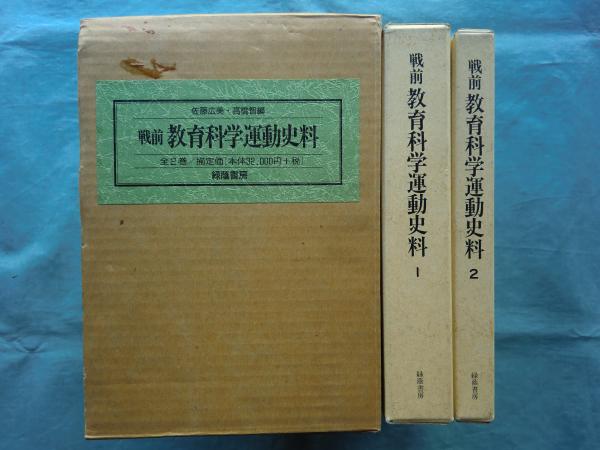 佐藤広美・高橋智編
戦前 教育科学運動史料
全2巻/揃定価(本体32,000円+税)
緑蔭書房
戦前 教育科学運動史料 1
緑蔭書房
戦前 教育科学運動史料 2
緑蔭書房